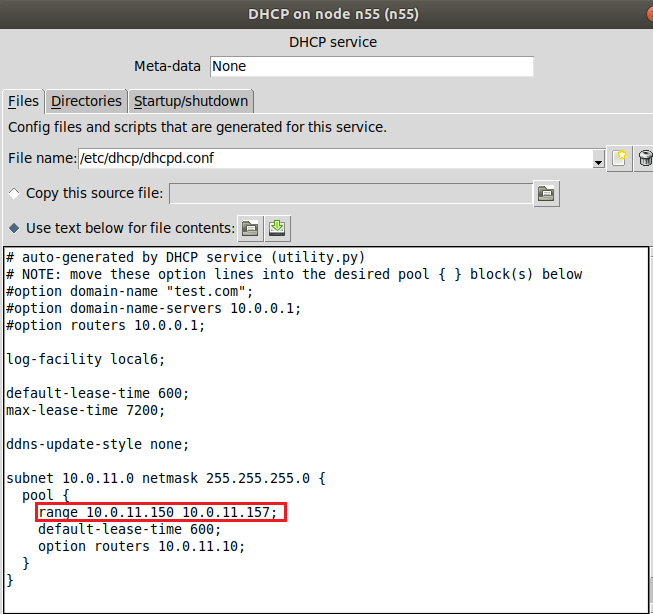 DHCP on node n55 (n55)
DHCP service
Meta-data None
Files Directories Startup/shutdown
Config files and scripts that are generated for this service.
File name: /etc/dhcp/dhcpd.conf
Copy this source file:
Use text below for file contents:
# auto-generated by DHCP service (utility.py)
# NOTE: move these option lines into the desired pool { } block(s) below
#option domain-name "test.com";
#option domain-name-servers 10.0.0.1;
#option routers 10.0.0.1;
log-facility local6;
default-lease-time 600;
max-lease-time 7200;
ddns-update-style none;
subnet 10.0.11.0 netmask 255.255.255.0 {
pool {
range 10.0.11.150 10.0.11.157;
default-lease-time 600;
option routers 10.0.11.10;
}
}